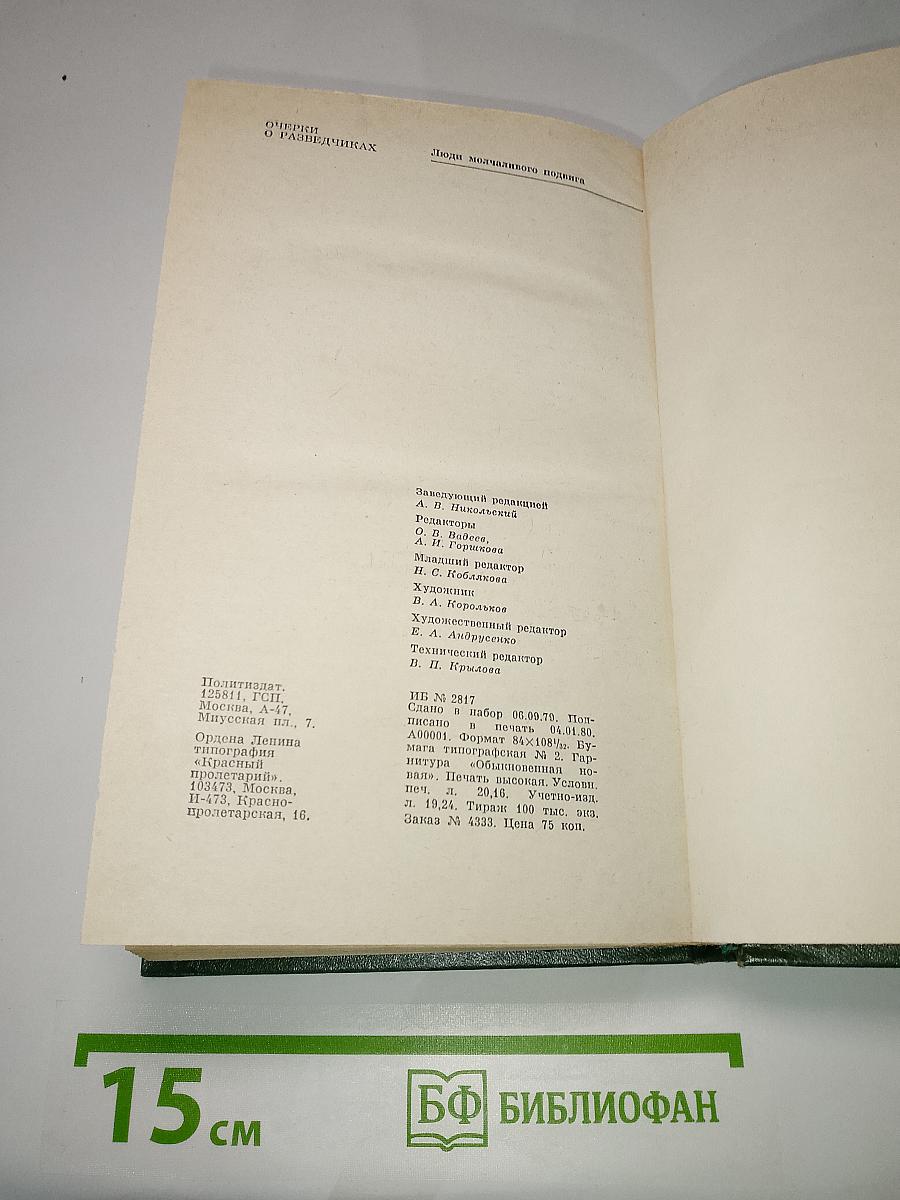 ОЧЕРКИ
О РАЗВЕДЧИКАХ
Люди молчаливого подвига
Заведующий редакцией
А. В. Никольский
Редакторы
О. В. Вадеев,
А. И. Горшкова
Младший редактор
Н. С. Коблякова
Художник
В. А. Корольков
Художественный редактор
Е. А. Андрусенко
Технический редактор
В. П. Крылова
ИБ № 2817
Сдано в набор 06.09.79. Под-
писано в печать 04.01.80.
А00001. Формат 84×108¹/₃₂. Бу-
мага типографская № 2. Гар-
нитура «Обыкновенная но-
вая». Печать высокая. Условн.
печ. л. 20,16. Учетно-изд.
л. 19,24. Тираж 100 тыс. экз.
Заказ № 4333. Цена 75 коп.
Политиздат.
125811, ГСП,
Москва, А-47,
Миусская пл., 7.
Ордена Ленина
типография
«Красный
пролетарий».
103473, Москва,
И-473, Красно-
пролетарская, 16.
15 см
БФ БИБЛИОФАН